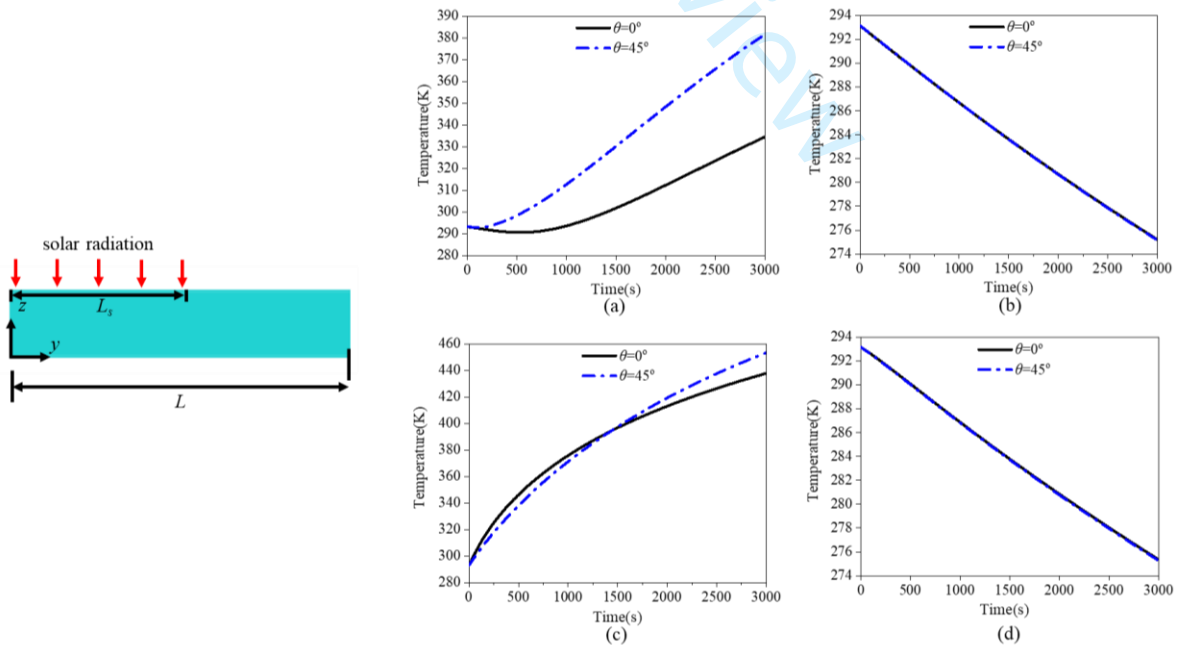 solar radiation
z
Ls
y
L
view
390
380
370
360
350
340
330
320
310
300
290
280
Temperature(K)
θ=0°
θ=45°
0 500 1000 1500 2000 2500 3000
Time(s)
(a)
294
292
290
288
286
284
282
280
278
276
274
Temperature(K)
θ=0°
θ=45°
0 500 1000 1500 2000 2500 3000
Time(s)
(b)
460
440
420
400
380
360
340
320
300
280
Temperature(K)
θ=0°
θ=45°
0 500 1000 1500 2000 2500 3000
Time(s)
(c)
294
292
290
288
286
284
282
280
278
276
274
Temperature(K)
θ=0°
θ=45°
0 500 1000 1500 2000 2500 3000
Time(s)
(d)